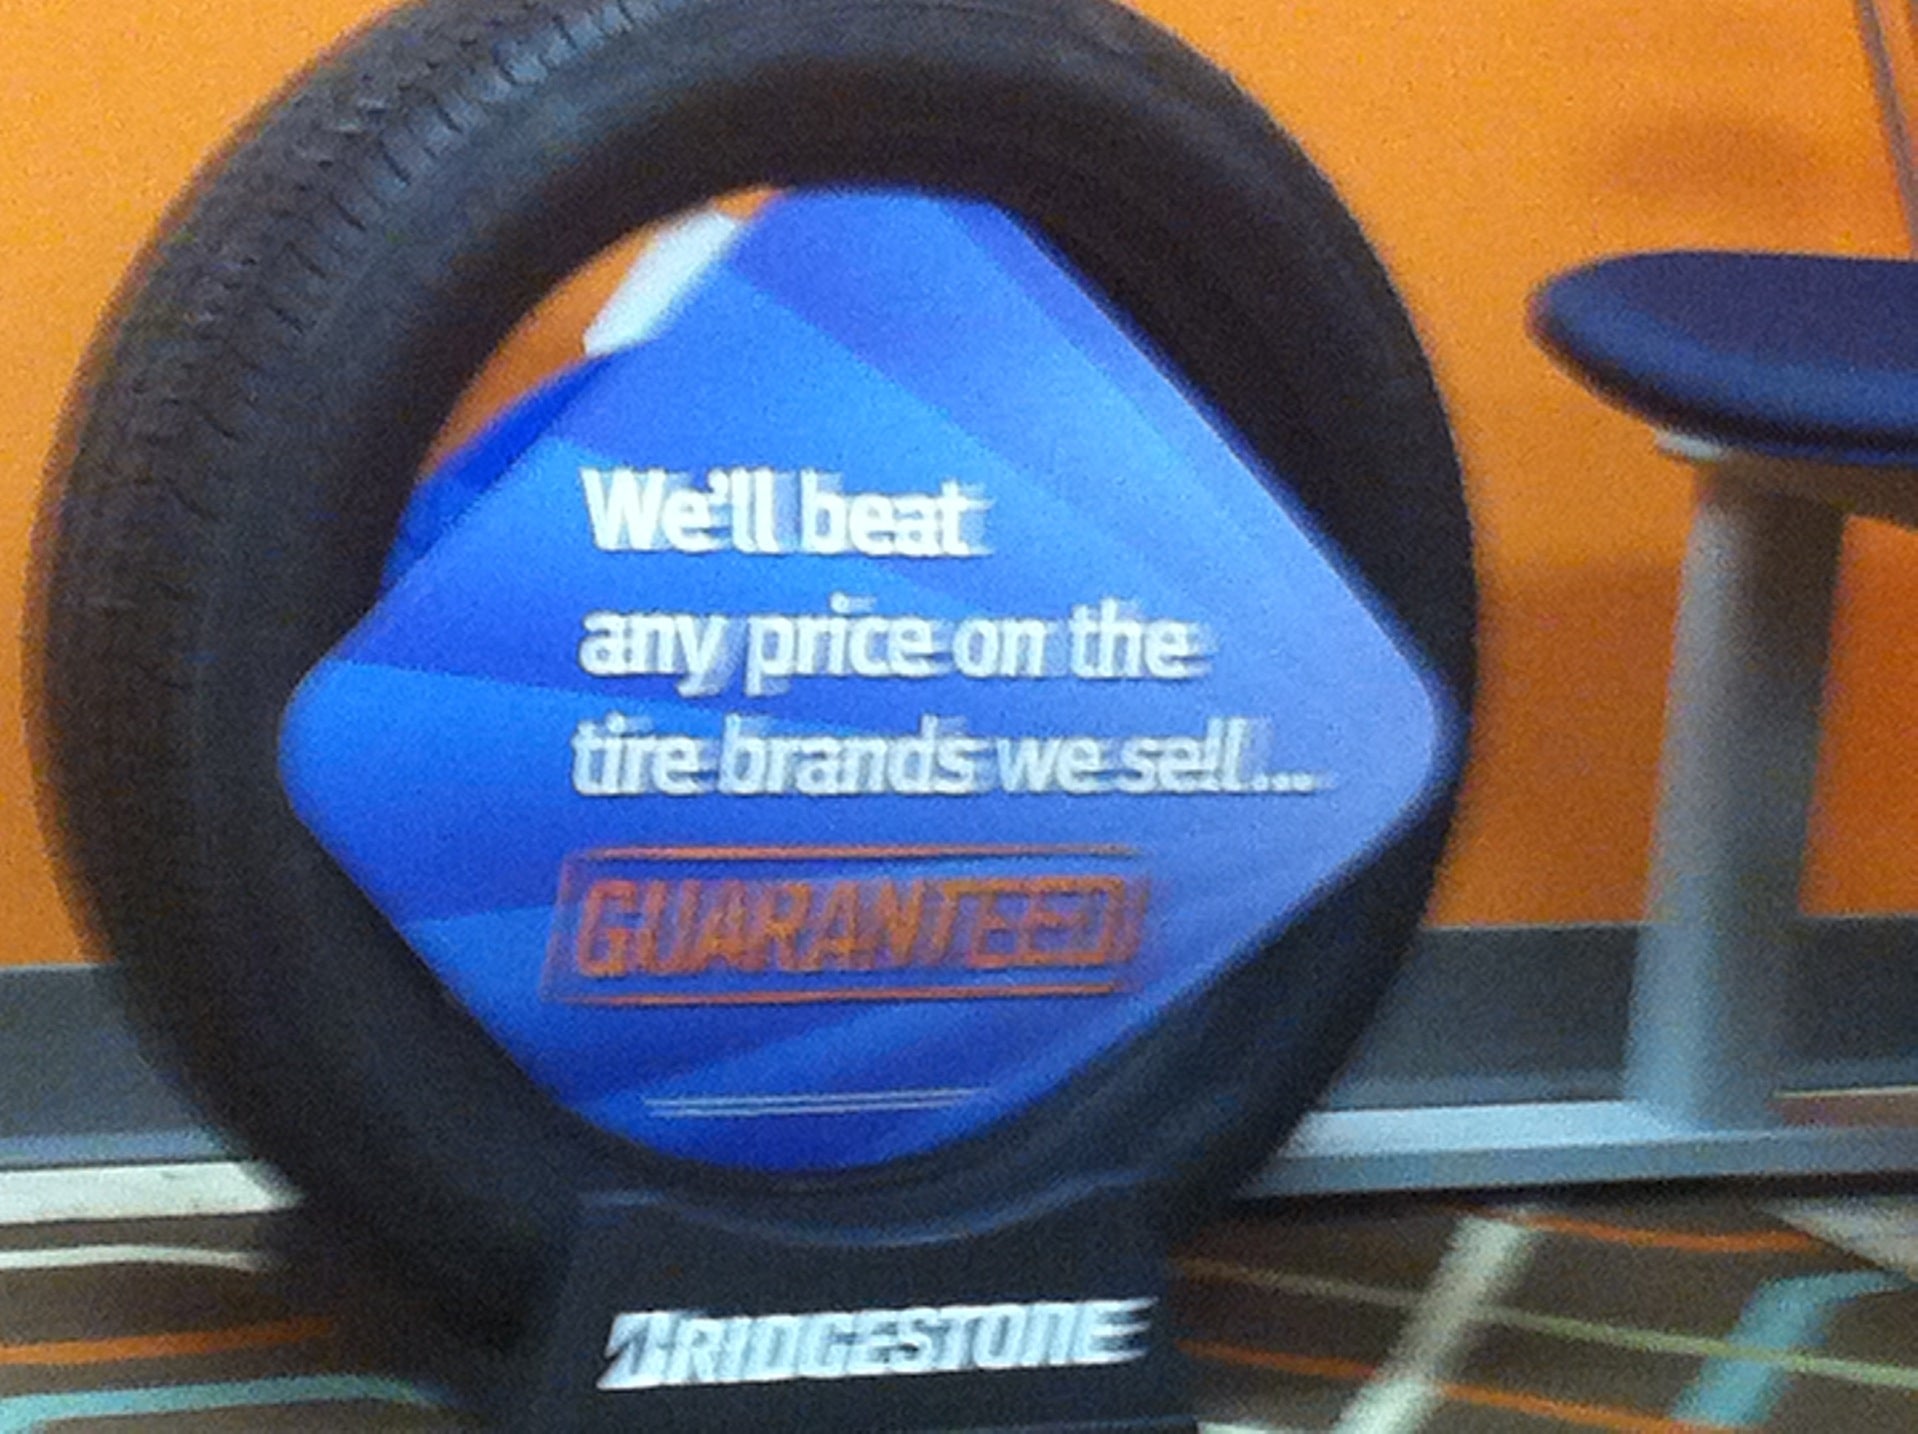 We'll beat
any price on the
tire brands we sell...
GUARANTEED!
BRIDGESTONE